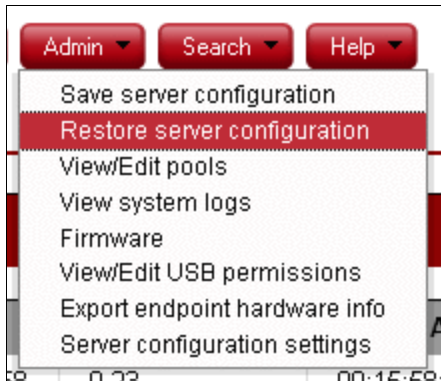 Admin Search Help
Save server configuration
Restore server configuration
View/Edit pools
View system logs
Firmware
View/Edit USB permissions
Export endpoint hardware info
Server configuration settings